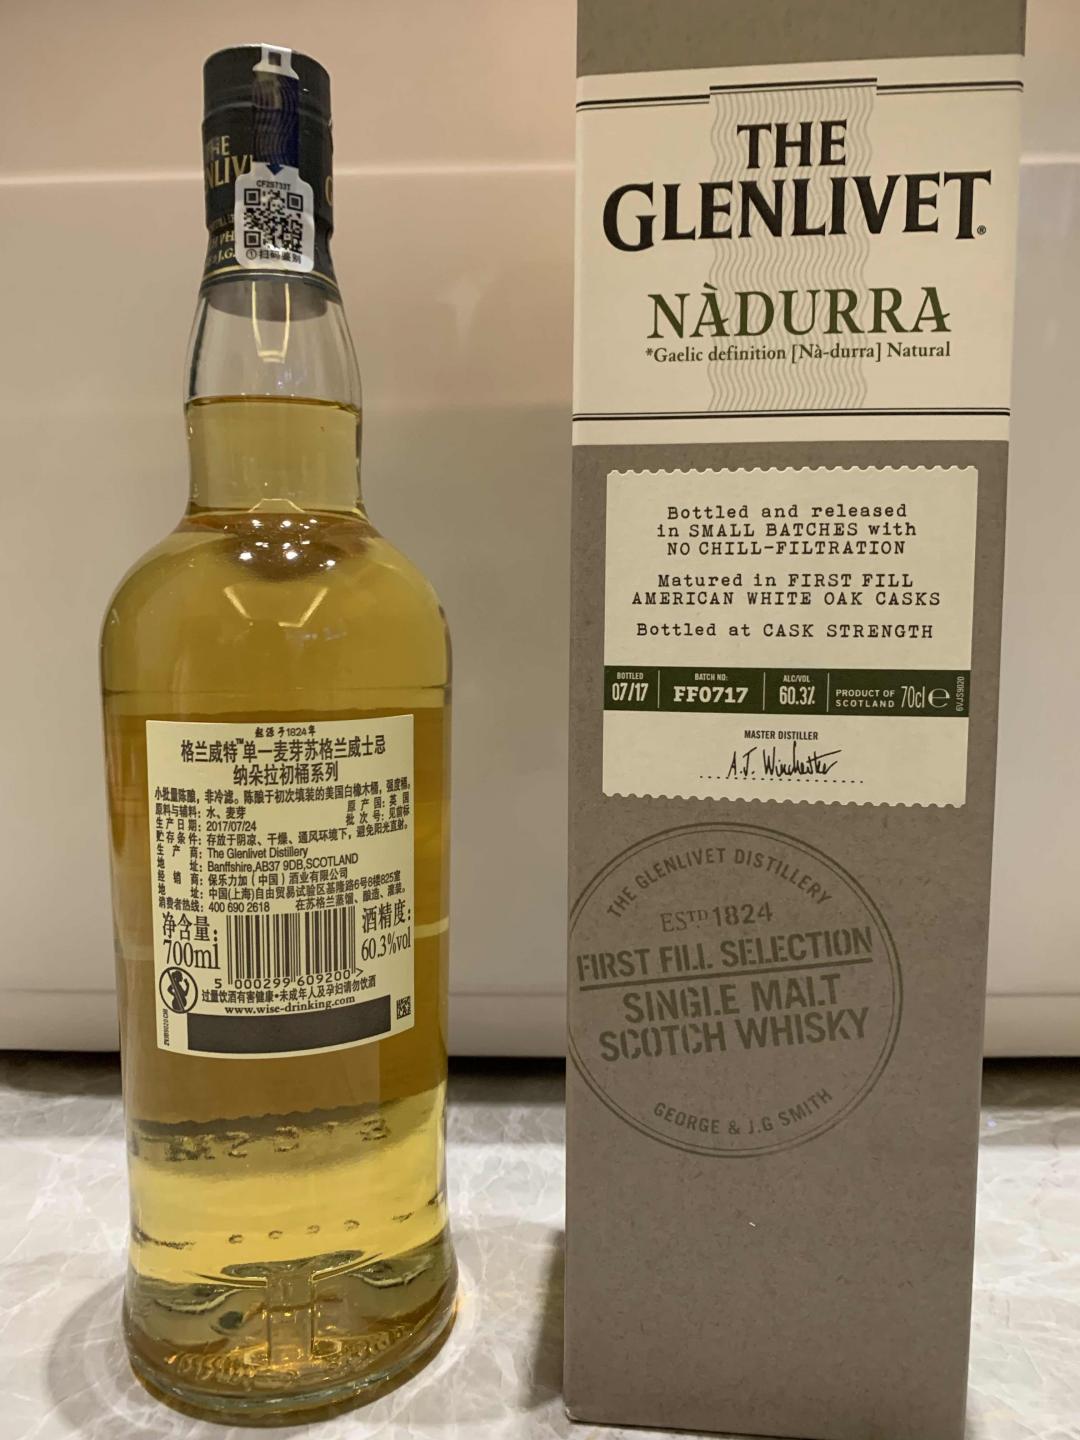 CF2S733T
①扫码鉴别
起源于1824年
格兰威特™单一麦芽苏格兰威士忌
纳朵拉初桶系列
小批量陈酿，非冷滤。陈酿于初次填装的美国白橡木桶，强度桶。
原料与辅料：水、麦芽 原产国：英国
生产日期：2017/07/24 批次号：见前标
贮存条件：存放于阴凉、干燥、通风环境下，避免阳光直射。
生产商：The Glenlivet Distillery
地址：Banffshire,AB37 9DB,SCOTLAND
经销商：保乐力加（中国）酒业有限公司
地址：中国(上海)自由贸易试验区基隆路6号8楼825室
消费者热线：400 690 2618 在苏格兰蒸馏、酿造、灌装。
净含量：
700ml
酒精度：
60.3%vol
5 000299 609200 >
过量饮酒有害健康•未成年人及孕妇请勿饮酒
www.wise-drinking.com
THE
GLENLIVET®
NÀDURRA
*Gaelic definition [Nà-durra] Natural
Bottled and released
in SMALL BATCHES with
NO CHILL-FILTRATION
Matured in FIRST FILL
AMERICAN WHITE OAK CASKS
Bottled at CASK STRENGTH
BOTTLED
07/17
BATCH NO:
FF0717
ALC/VOL
60.3%
PRODUCT OF
SCOTLAND
70cl e
6VJS9020
MASTER DISTILLER
A.J. Winchester
THE GLENLIVET DISTILLERY
ESTD 1824
FIRST FILL SELECTION
SINGLE MALT
SCOTCH WHISKY
GEORGE & J.G SMITH